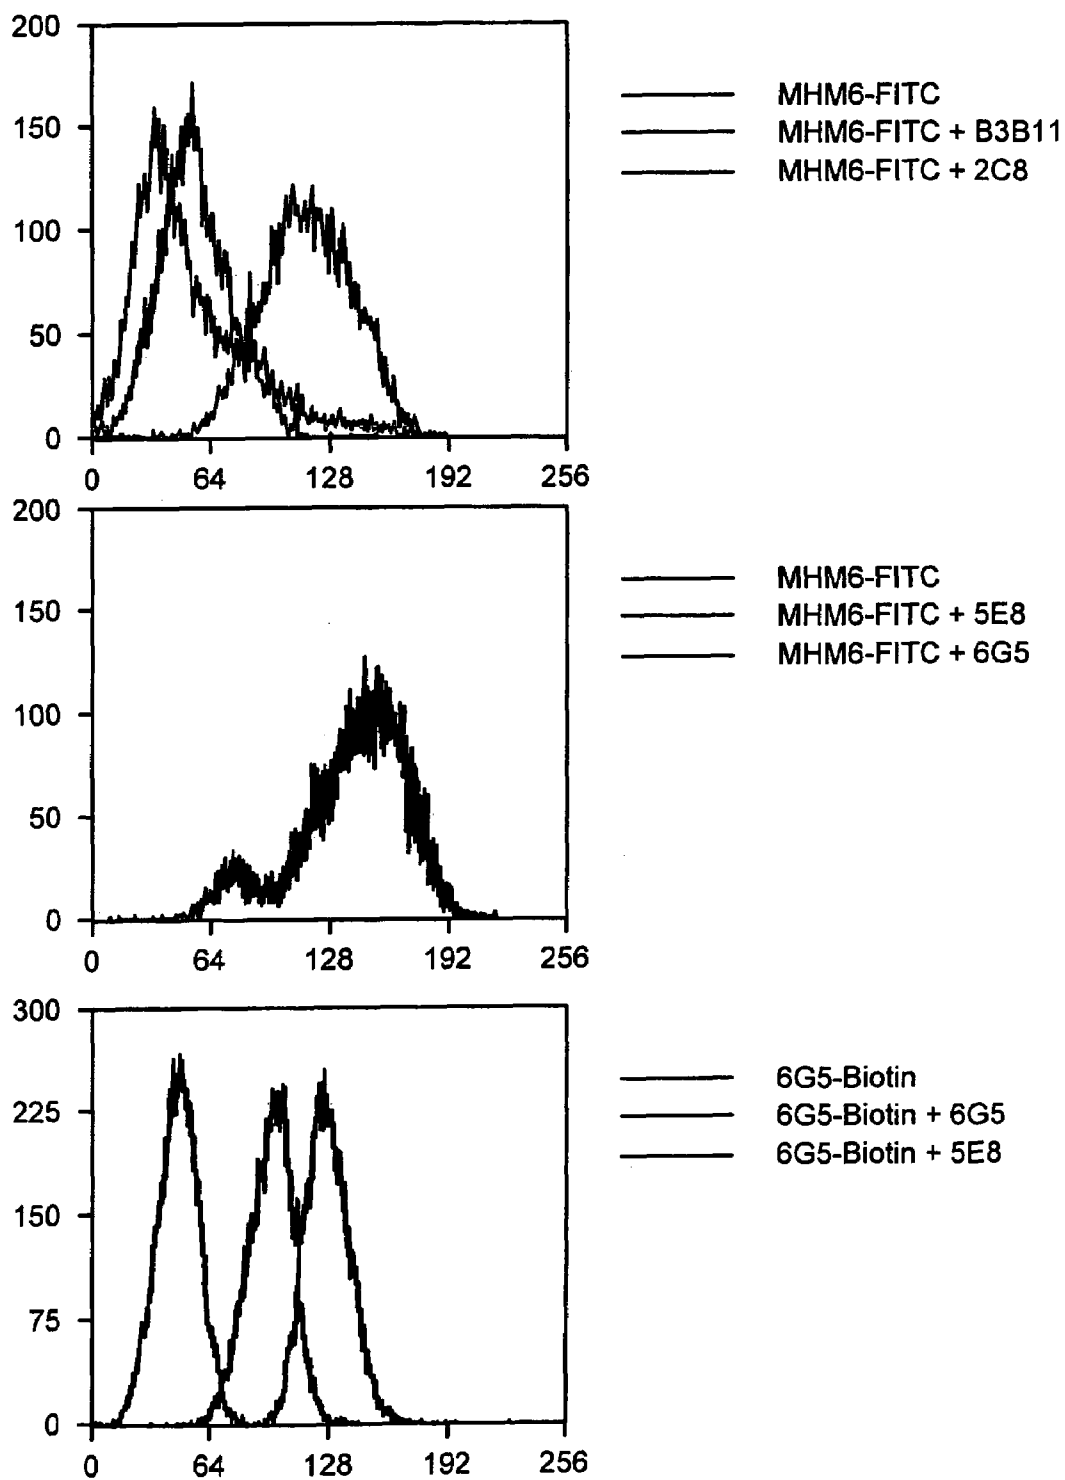 200
150
100
50
0
0 64 128 192 256
MHM6-FITC
MHM6-FITC + B3B11
MHM6-FITC + 2C8
200
150
100
50
0
0 64 128 192 256
MHM6-FITC
MHM6-FITC + 5E8
MHM6-FITC + 6G5
300
225
150
75
0
0 64 128 192 256
6G5-Biotin
6G5-Biotin + 6G5
6G5-Biotin + 5E8